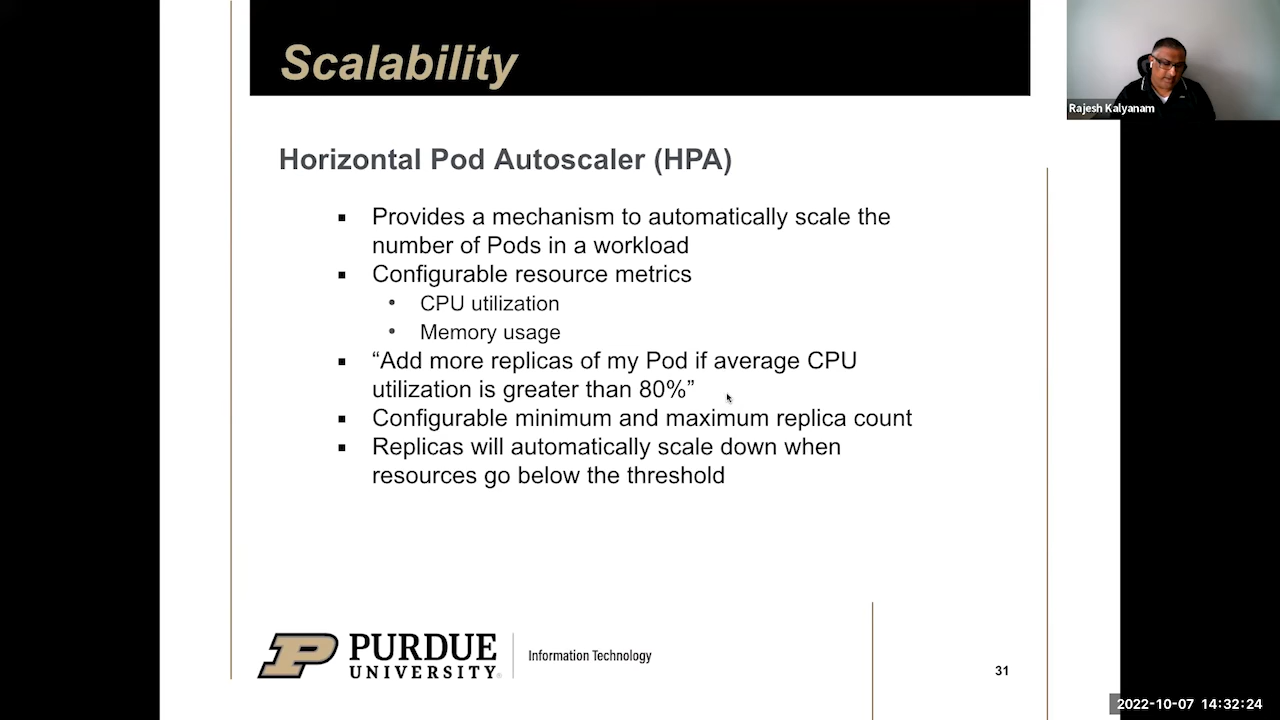 Scalability
Rajesh Kalyanam
Horizontal Pod Autoscaler (HPA)
▪ Provides a mechanism to automatically scale the
number of Pods in a workload
▪ Configurable resource metrics
• CPU utilization
• Memory usage
▪ “Add more replicas of my Pod if average CPU
utilization is greater than 80%”
▪ Configurable minimum and maximum replica count
▪ Replicas will automatically scale down when
resources go below the threshold
P PURDUE
UNIVERSITY®
Information Technology
31
2022-10-07 14:32:24